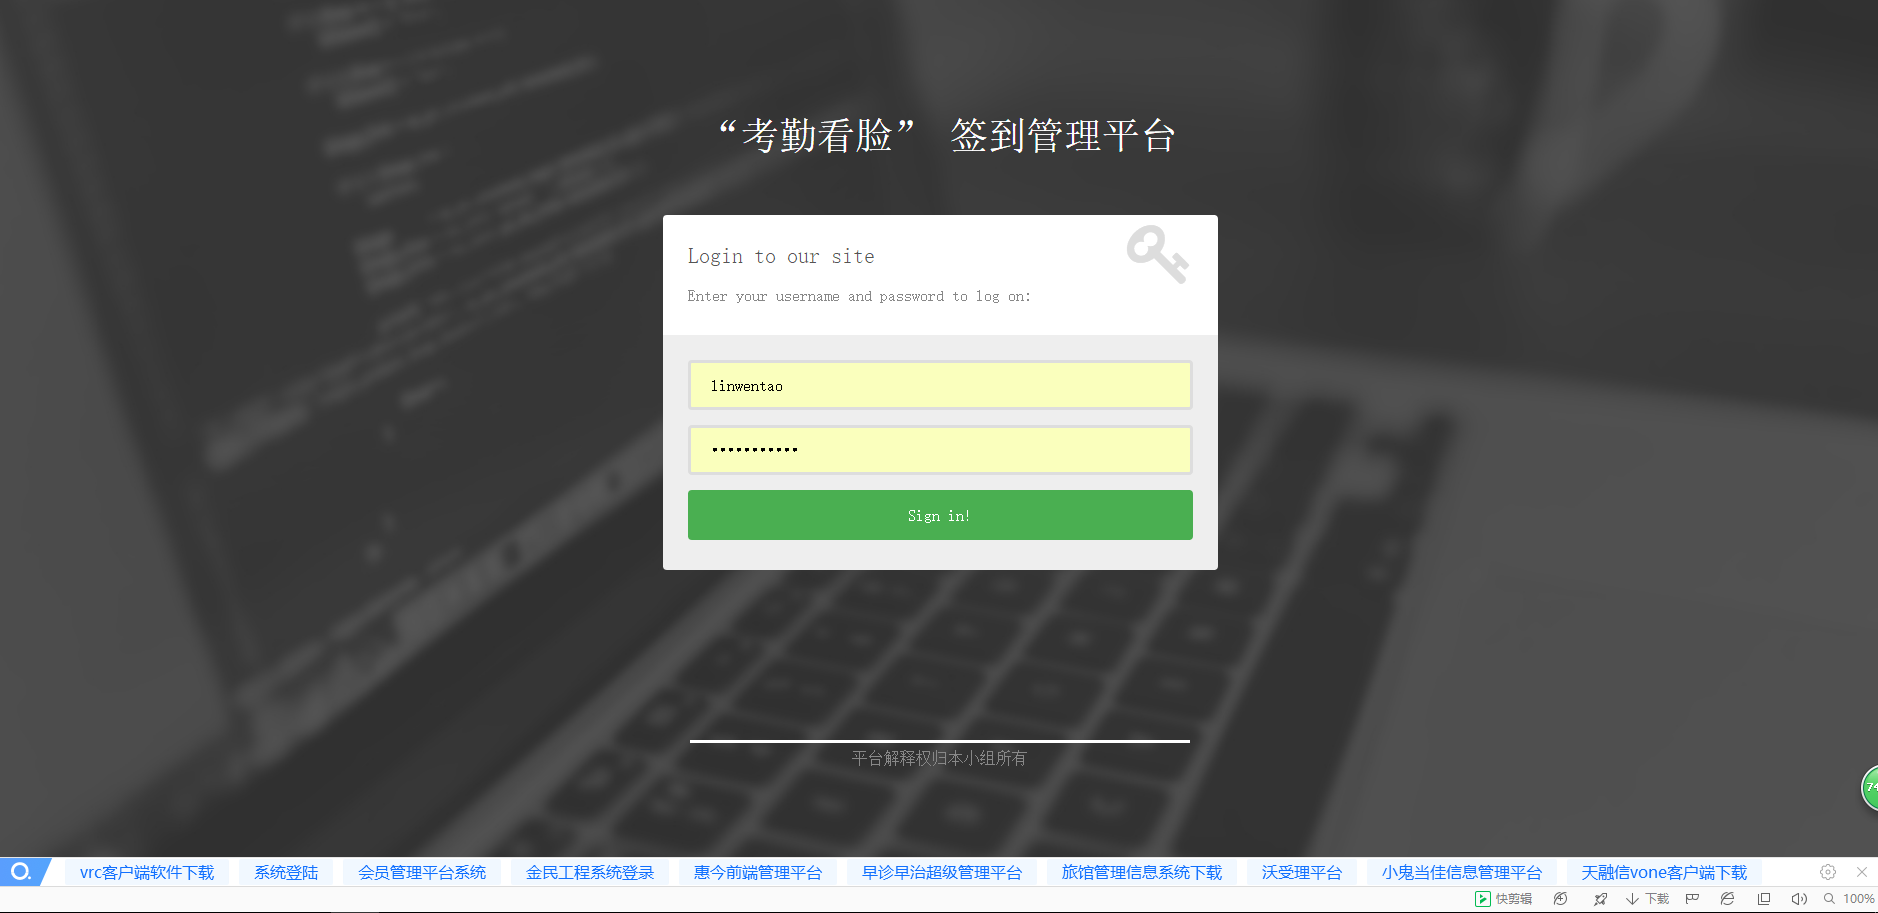 “考勤看脸” 签到管理平台
Login to our site
Enter your username and password to log on:
linwentao
•••••••••••
Sign in!
平台解释权归本小组所有
74
vrc客户端软件下载 系统登陆 会员管理平台系统 金民工程系统登录 惠今前端管理平台 早诊早治超级管理平台 旅馆管理信息系统下载 沃受理平台 小鬼当佳信息管理平台 天融信vone客户端下载
快剪辑 下载 100%